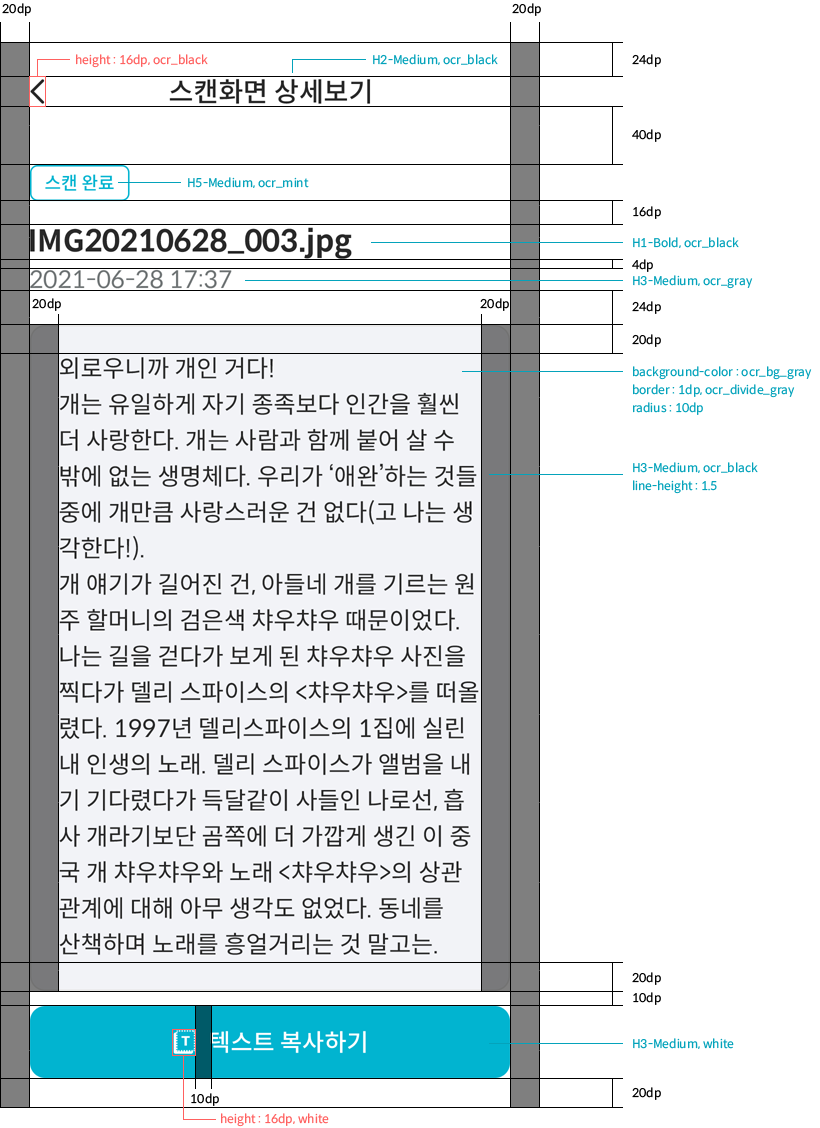 20dp
20dp
height : 16dp, ocr_black
H2-Medium, ocr_black
24dp
스캔화면 상세보기
40dp
스캔 완료
H5-Medium, ocr_mint
16dp
IMG20210628_003.jpg
H1-Bold, ocr_black
4dp
2021-06-28 17:37
H3-Medium, ocr_gray
20dp
20dp
24dp
20dp
외로우니까 개인 거다!
background-color : ocr_bg_gray
border : 1dp, ocr_divide_gray
radius : 10dp
개는 유일하게 자기 종족보다 인간을 훨씬
더 사랑한다. 개는 사람과 함께 붙어 살 수
밖에 없는 생명체다. 우리가 ‘애완’하는 것들
H3-Medium, ocr_black
line-height : 1.5
중에 개만큼 사랑스러운 건 없다(고 나는 생
각한다!).
개 얘기가 길어진 건, 아들네 개를 기르는 원
주 할머니의 검은색 챠우챠우 때문이었다.
나는 길을 걷다가 보게 된 챠우챠우 사진을
찍다가 델리 스파이스의 <챠우챠우>를 떠올
렸다. 1997년 델리스파이스의 1집에 실린
내 인생의 노래. 델리 스파이스가 앨범을 내
기 기다렸다가 득달같이 사들인 나로선, 흡
사 개라기보단 곰쪽에 더 가깝게 생긴 이 중
국 개 챠우챠우와 노래 <챠우챠우>의 상관
관계에 대해 아무 생각도 없었다. 동네를
산책하며 노래를 흥얼거리는 것 말고는.
20dp
10dp
T 텍스트 복사하기
H3-Medium, white
20dp
10dp
height : 16dp, white